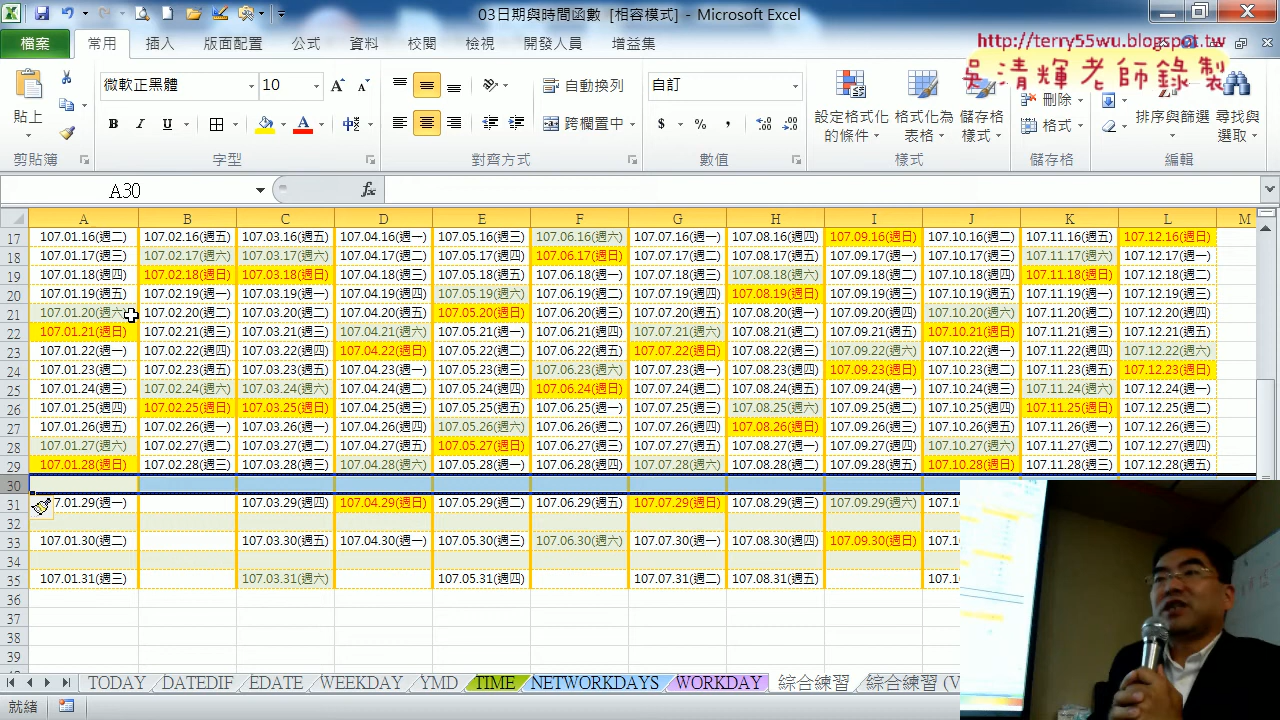 03日期與時間函數 [相容模式] - Microsoft Excel
http://terry55wu.blogspot.tw
吳清輝老師錄製
檔案 常用 插入 版面配置 公式 資料 校閱 檢視 開發人員 增益集
微軟正黑體 10 自動換列 自訂 刪除
貼上 B I U 跨欄置中 $ % , 設定格式化的條件 格式化為表格 儲存格樣式 格式 排序與篩選 尋找與選取
剪貼簿 字型 對齊方式 數值 樣式 儲存格 編輯
A30 fx
A B C D E F G H I J K L M
17 107.01.16(週二) 107.02.16(週五) 107.03.16(週五) 107.04.16(週一) 107.05.16(週三) 107.06.16(週六) 107.07.16(週一) 107.08.16(週四) 107.09.16(週日) 107.10.16(週二) 107.11.16(週五) 107.12.16(週日)
18 107.01.17(週三) 107.02.17(週六) 107.03.17(週六) 107.04.17(週二) 107.05.17(週四) 107.06.17(週日) 107.07.17(週二) 107.08.17(週五) 107.09.17(週一) 107.10.17(週三) 107.11.17(週六) 107.12.17(週一)
19 107.01.18(週四) 107.02.18(週日) 107.03.18(週日) 107.04.18(週三) 107.05.18(週五) 107.06.18(週一) 107.07.18(週三) 107.08.18(週六) 107.09.18(週二) 107.10.18(週四) 107.11.18(週日) 107.12.18(週二)
20 107.01.19(週五) 107.02.19(週一) 107.03.19(週一) 107.04.19(週四) 107.05.19(週六) 107.06.19(週二) 107.07.19(週四) 107.08.19(週日) 107.09.19(週三) 107.10.19(週五) 107.11.19(週一) 107.12.19(週三)
21 107.01.20(週六 107.02.20(週二) 107.03.20(週二) 107.04.20(週五) 107.05.20(週日) 107.06.20(週三) 107.07.20(週五) 107.08.20(週一) 107.09.20(週四) 107.10.20(週六) 107.11.20(週二) 107.12.20(週四)
22 107.01.21(週日) 107.02.21(週三) 107.03.21(週三) 107.04.21(週六) 107.05.21(週一) 107.06.21(週四) 107.07.21(週六) 107.08.21(週二) 107.09.21(週五) 107.10.21(週日) 107.11.21(週三) 107.12.21(週五)
23 107.01.22(週一) 107.02.22(週四) 107.03.22(週四) 107.04.22(週日) 107.05.22(週二) 107.06.22(週五) 107.07.22(週日) 107.08.22(週三) 107.09.22(週六) 107.10.22(週一) 107.11.22(週四) 107.12.22(週六)
24 107.01.23(週二) 107.02.23(週五) 107.03.23(週五) 107.04.23(週一) 107.05.23(週三) 107.06.23(週六) 107.07.23(週一) 107.08.23(週四) 107.09.23(週日) 107.10.23(週二) 107.11.23(週五) 107.12.23(週日)
25 107.01.24(週三) 107.02.24(週六) 107.03.24(週六) 107.04.24(週二) 107.05.24(週四) 107.06.24(週日) 107.07.24(週二) 107.08.24(週五) 107.09.24(週一) 107.10.24(週三) 107.11.24(週六) 107.12.24(週一)
26 107.01.25(週四) 107.02.25(週日) 107.03.25(週日) 107.04.25(週三) 107.05.25(週五) 107.06.25(週一) 107.07.25(週三) 107.08.25(週六) 107.09.25(週二) 107.10.25(週四) 107.11.25(週日) 107.12.25(週二)
27 107.01.26(週五) 107.02.26(週一) 107.03.26(週一) 107.04.26(週四) 107.05.26(週六) 107.06.26(週二) 107.07.26(週四) 107.08.26(週日) 107.09.26(週三) 107.10.26(週五) 107.11.26(週一) 107.12.26(週三)
28 107.01.27(週六) 107.02.27(週二) 107.03.27(週二) 107.04.27(週五) 107.05.27(週日) 107.06.27(週三) 107.07.27(週五) 107.08.27(週一) 107.09.27(週四) 107.10.27(週六) 107.11.27(週二) 107.12.27(週四)
29 107.01.28(週日) 107.02.28(週三) 107.03.28(週三) 107.04.28(週六) 107.05.28(週一) 107.06.28(週四) 107.07.28(週六) 107.08.28(週二) 107.09.28(週五) 107.10.28(週日) 107.11.28(週三) 107.12.28(週五)
30
31 07.01.29(週一) 107.03.29(週四) 107.04.29(週日) 107.05.29(週二) 107.06.29(週五) 107.07.29(週日) 107.08.29(週三) 107.09.29(週六) 107.1
32
33 107.01.30(週二) 107.03.30(週五) 107.04.30(週一) 107.05.30(週三) 107.06.30(週六) 107.07.30(週一) 107.08.30(週四) 107.09.30(週日) 107.1
34
35 107.01.31(週三) 107.03.31(週六) 107.05.31(週四) 107.07.31(週二) 107.08.31(週五) 107.1
36
37
38
39
TODAY DATEDIF EDATE WEEKDAY YMD TIME NETWORKDAYS WORKDAY 綜合練習 綜合練習 (V
就緒